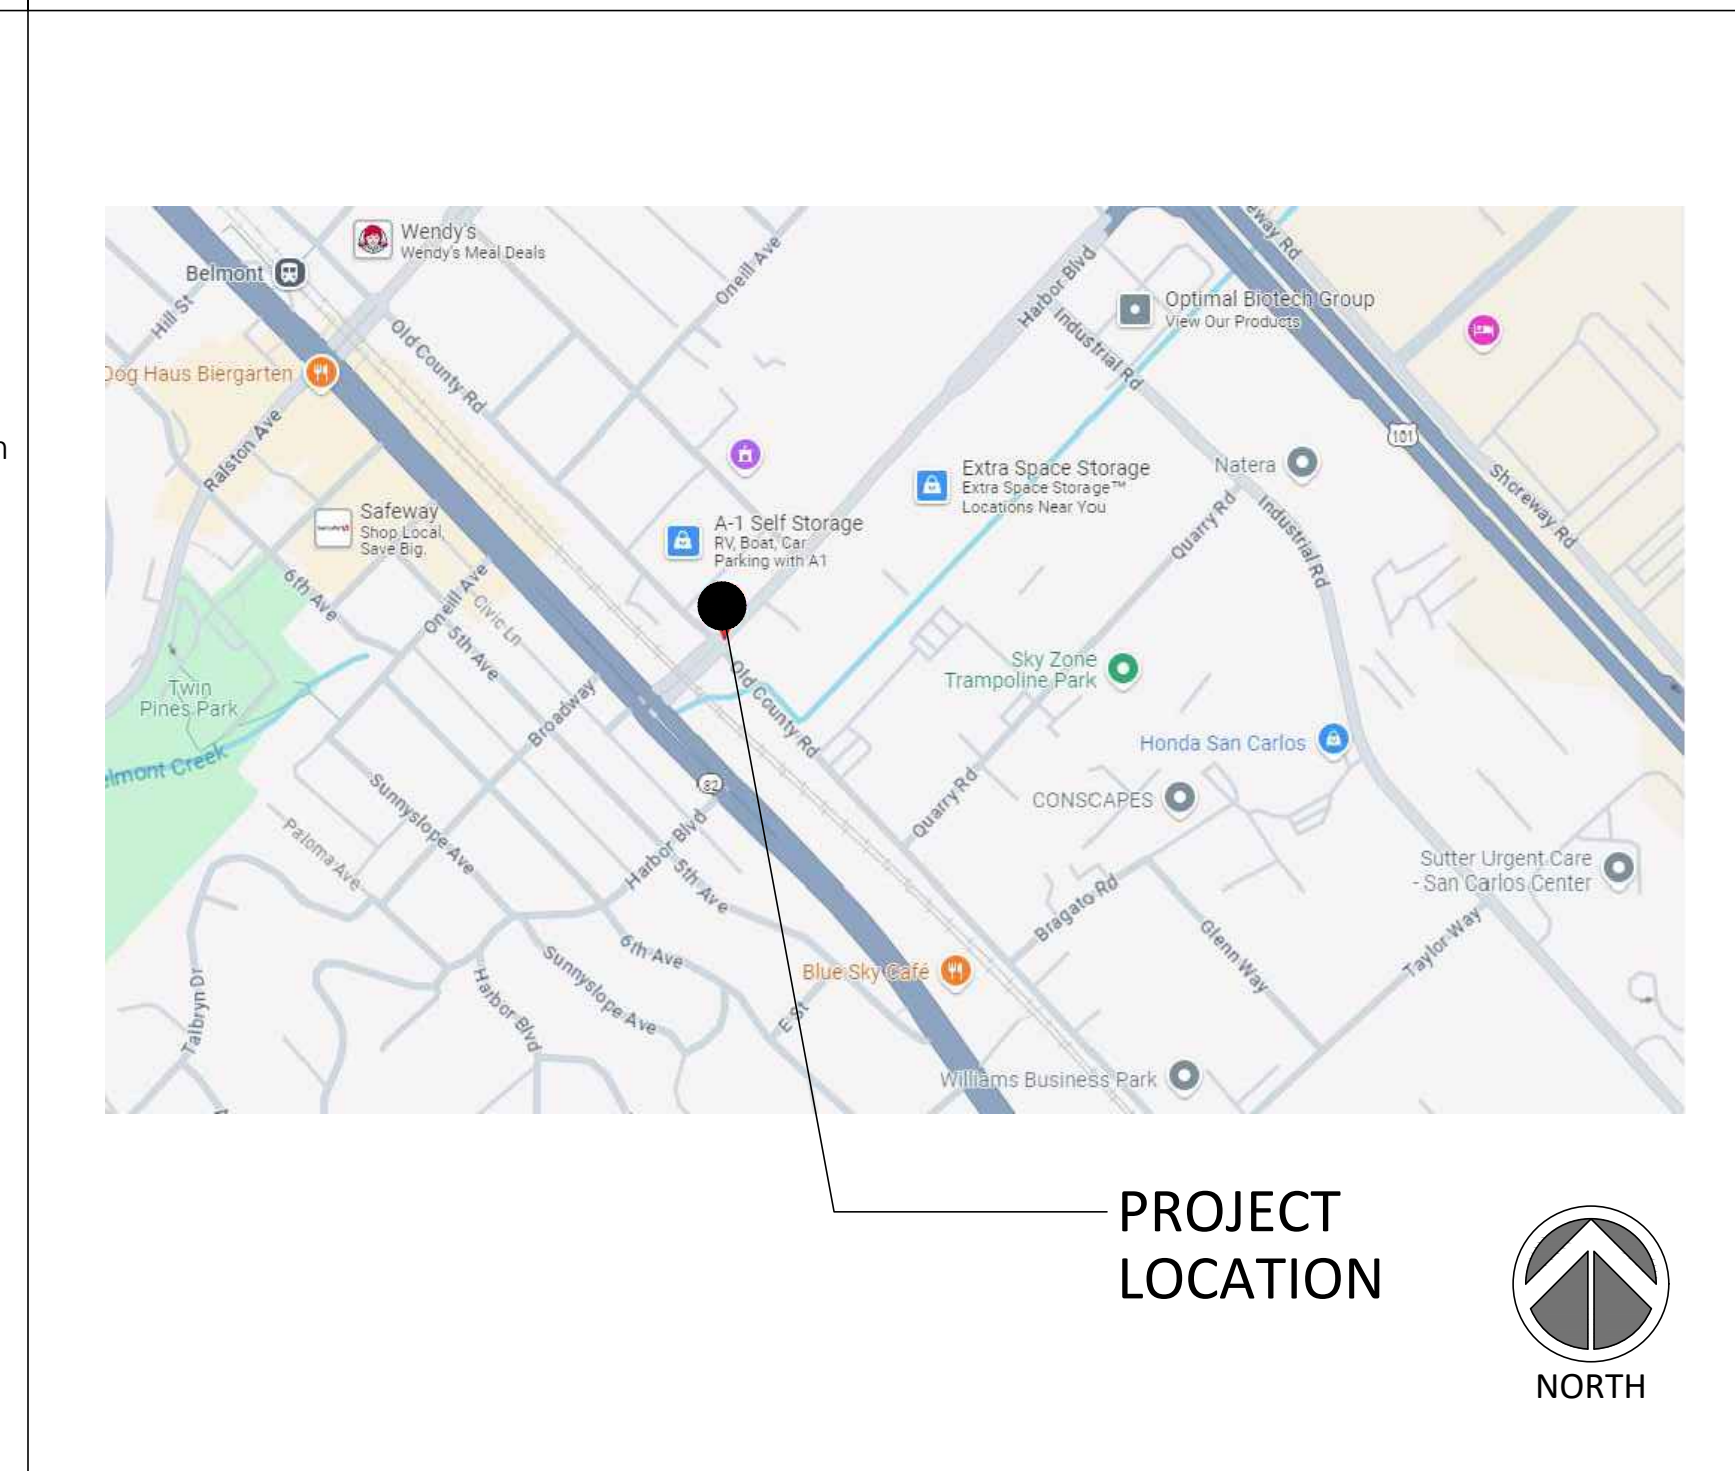 Wendy's
Wendy's Meal Deals
Belmont
Hill St
Oneill Ave
Harbor Blvd
eway Rd
Optimal Biotech Group
View Our Products
Industrial Rd
Old County Rd
Dog Haus Biergarten
Ralston Ave
101
n
Extra Space Storage
Extra Space Storage™
Locations Near You
Natera
Shoreway Rd
Safeway
Shop Local,
Save Big.
A-1 Self Storage
RV, Boat, Car
Parking with A1
Quarry Rd
Industrial Rd
6fh Ave
Oneill Ave
Civic Ln
5th Ave
Twin
Pines Park
Old County Rd
Sky Zone
Trampoline Park
Broadway
elmont Creek
82
Honda San Carlos
CONSCAPES
Quarry Rd
Sunnyslope Ave
Paloma Ave
Harbor Blvd
5th Ave
Sutter Urgent Care
- San Carlos Center
Bragato Rd
Glenn Way
Taylor Way
6th Ave
Sunnyslope Ave
Harbor Blvd
Talbryn Dr
Blue Sky Café
E St
Williams Business Park
PROJECT
LOCATION
NORTH